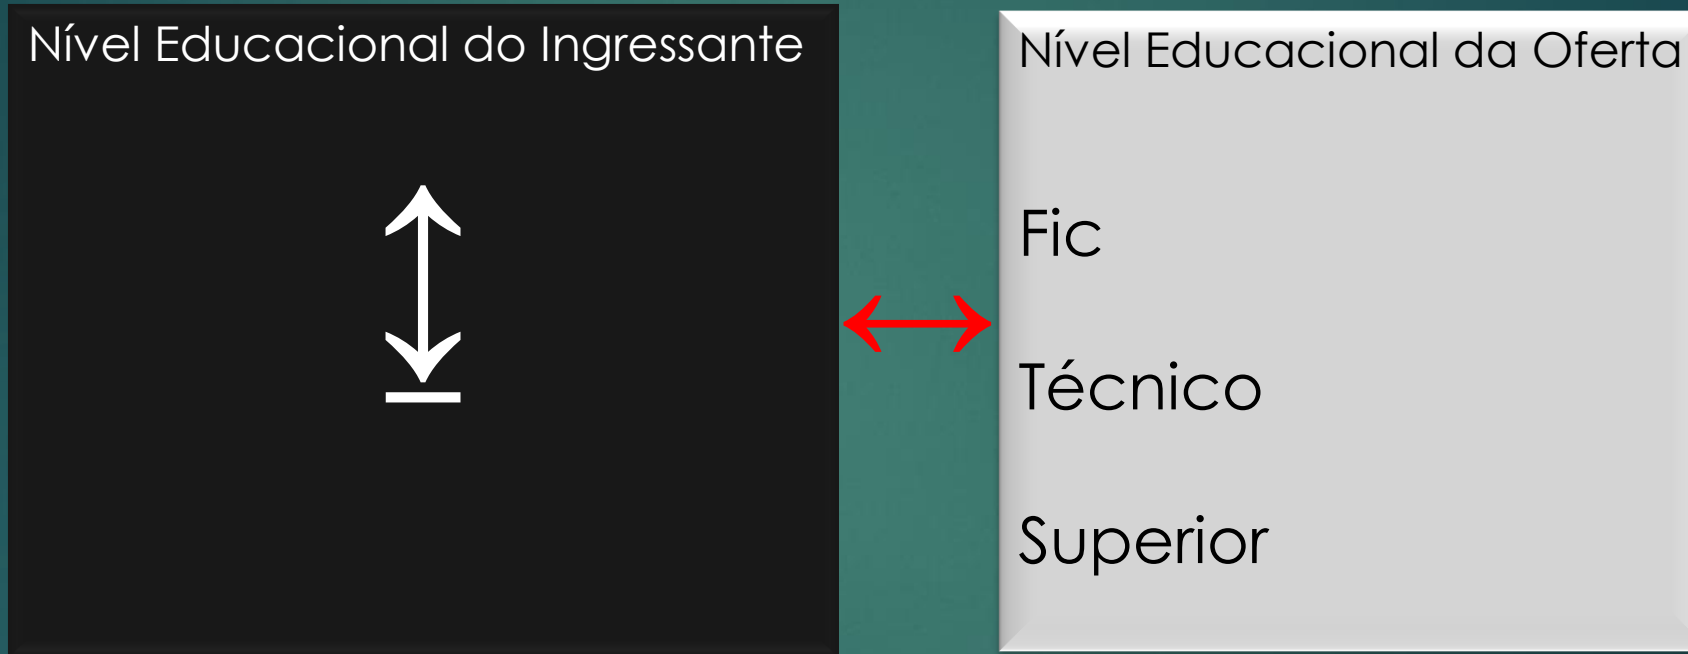 Nível Educacional do Ingressante
Nível Educacional da Oferta
Fic
Técnico
Superior